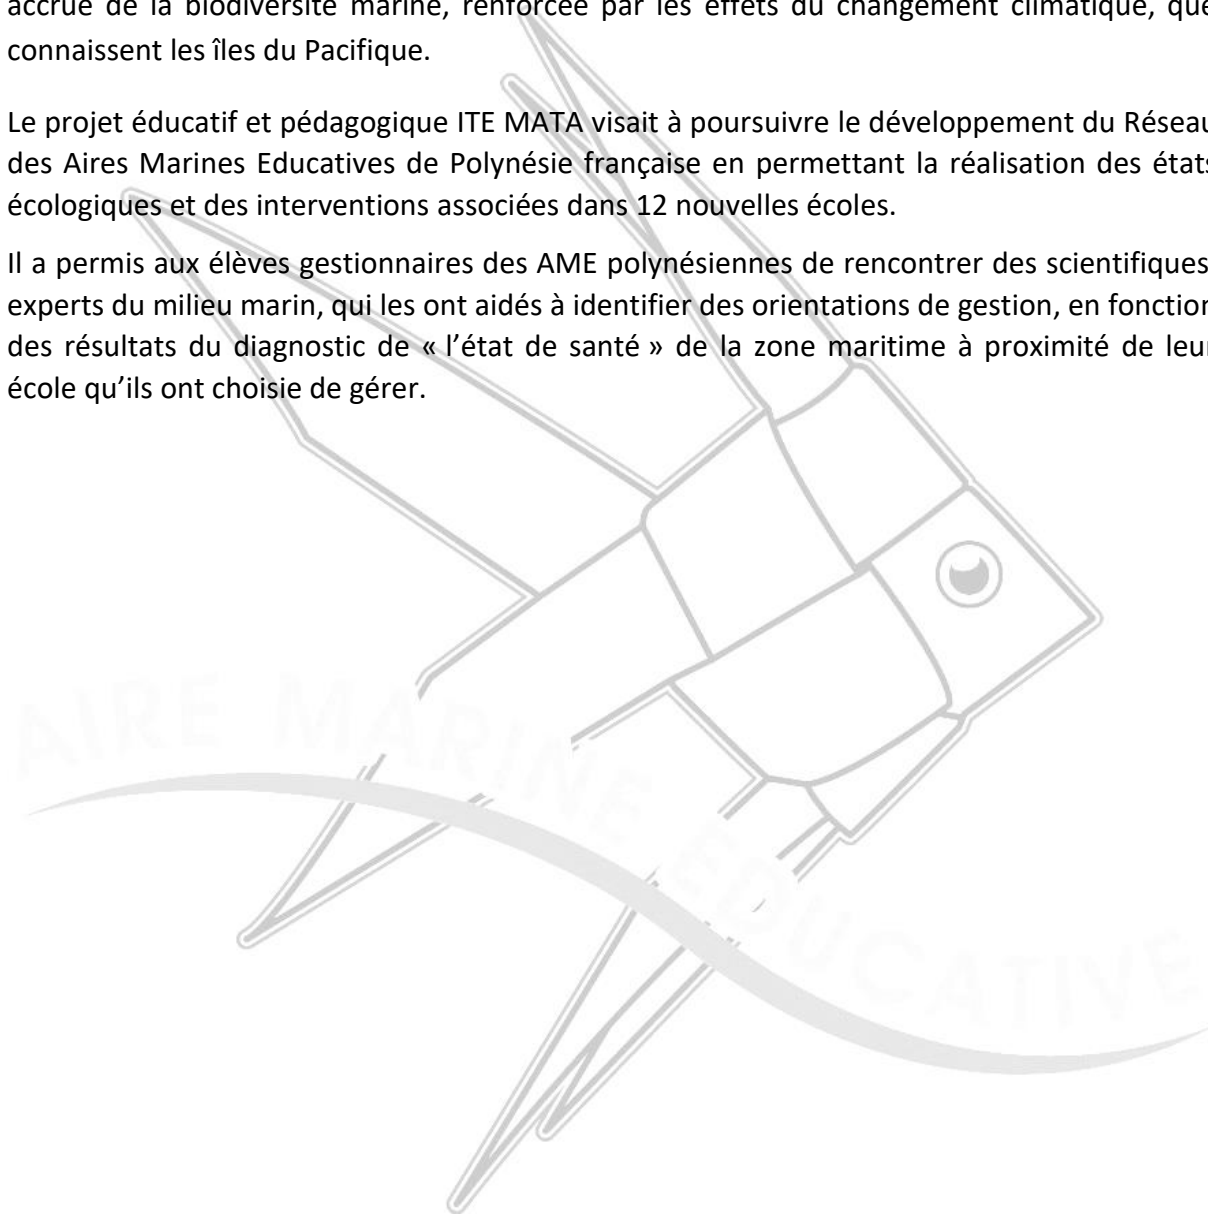 accrue de la biodiversité marine, renforcée par les effets du changement climatique, que
connaissent les îles du Pacifique.
Le projet éducatif et pédagogique ITE MATA visait à poursuivre le développement du Réseau
des Aires Marines Educatives de Polynésie française en permettant la réalisation des états
écologiques et des interventions associées dans 12 nouvelles écoles.
Il a permis aux élèves gestionnaires des AME polynésiennes de rencontrer des scientifiques
experts du milieu marin, qui les ont aidés à identifier des orientations de gestion, en fonction
des résultats du diagnostic de « l’état de santé » de la zone maritime à proximité de leur
école qu’ils ont choisie de gérer.
AIRE MARINE EDUCATIVE